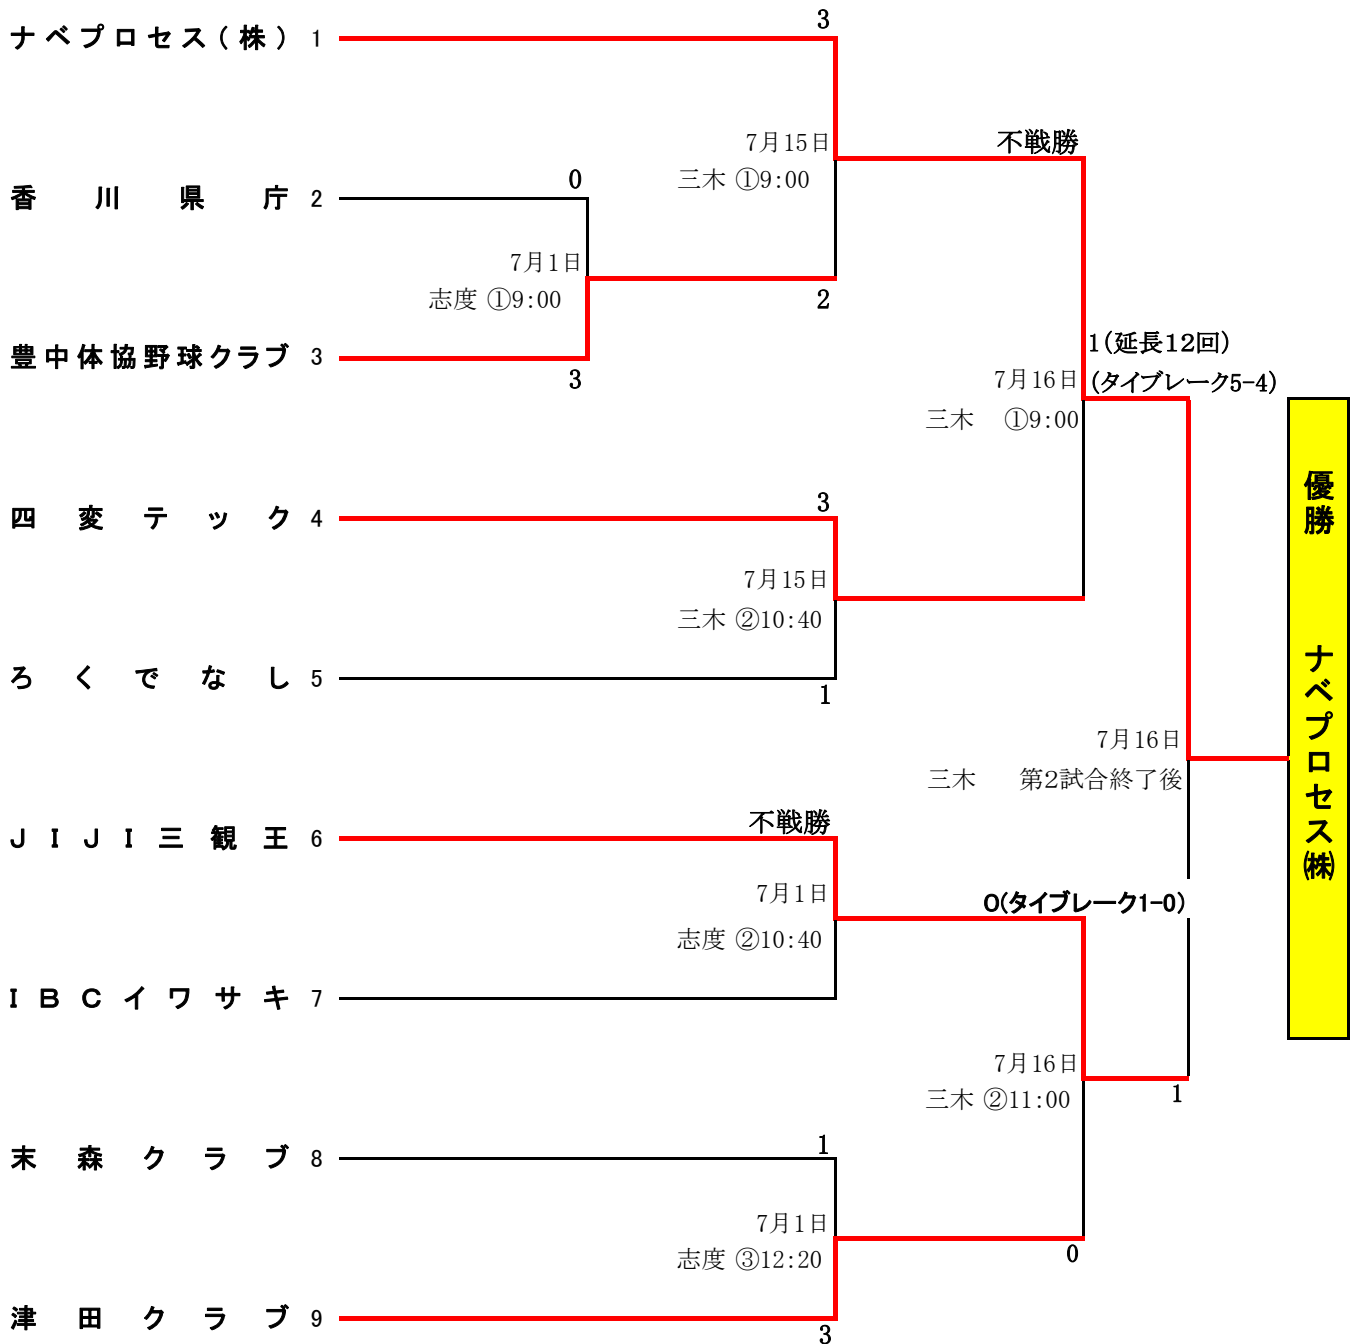 3
ナベプロセス(株) 1
7月15日
不戦勝
三木 ①9:00
0
香川県庁 2
7月1日
志度 ①9:00
2
豊中体協野球クラブ 3
3
1(延長12回)
7月16日
(タイブレーク5-4)
三木 ①9:00
優勝 ナベプロセス㈱
3
四変テック 4
7月15日
三木 ②10:40
ろくでなし 5
1
7月16日
三木 第2試合終了後
不戦勝
JIJI三観王 6
7月1日
0(タイブレーク1-0)
志度 ②10:40
IBCイワサキ 7
7月16日
三木 ②11:00
1
1
末森クラブ 8
7月1日
志度 ③12:20
0
津田クラブ 9
3